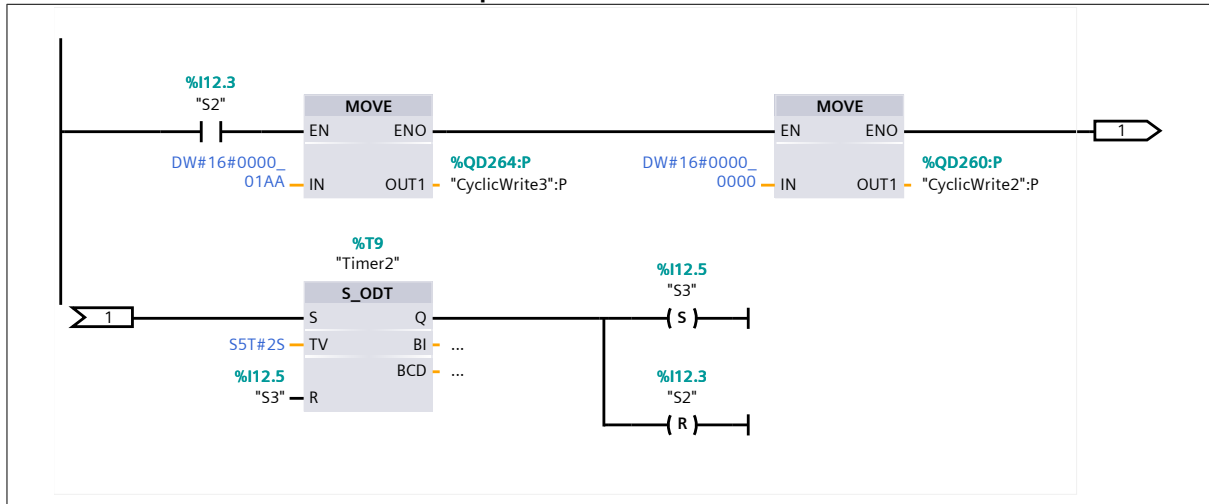 %I12.3
"S2"
MOVE
EN ENO
DW#16#0000_
01AA
IN OUT1
%QD264:P
"CyclicWrite3":P
MOVE
EN ENO
DW#16#0000_
0000
IN OUT1
%QD260:P
"CyclicWrite2":P
1
1
%T9
"Timer2"
S_ODT
S Q
S5T#2S
TV BI ...
BCD ...
%I12.5
"S3"
R
%I12.5
"S3"
S
%I12.3
"S2"
R